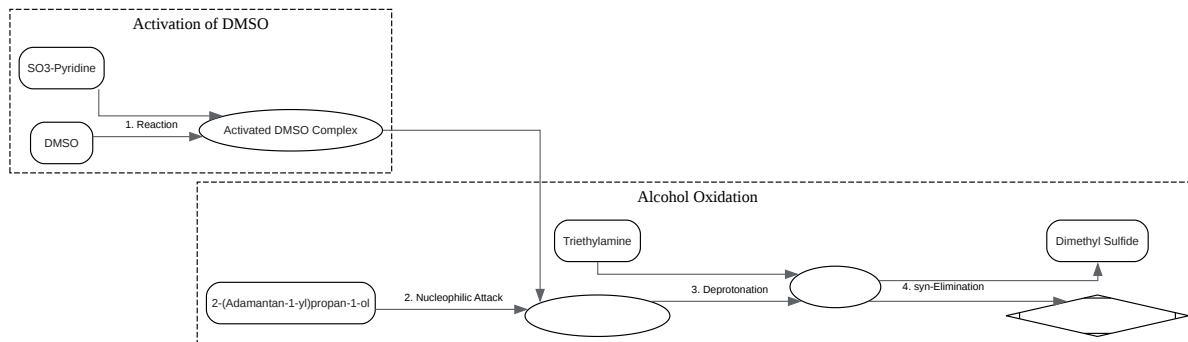 Activation of DMSO
SO3-Pyridine
1. Reaction
Activated DMSO Complex
DMSO
Alcohol Oxidation
Triethylamine
Dimethyl Sulfide
2-(Adamantan-1-yl)propan-1-ol
2. Nucleophilic Attack
3. Deprotonation
4. syn-Elimination